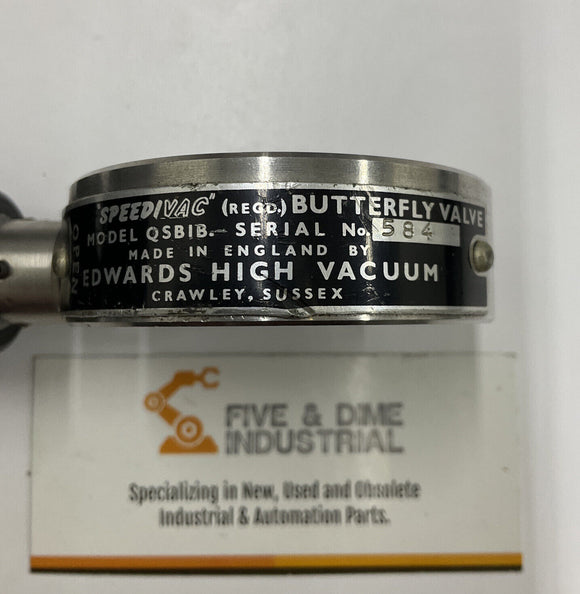 "SPEEDIVAC" (REGD.) BUTTERFLY VALVE
OPEN
MODEL QSB1B. SERIAL No. 584
MADE IN ENGLAND BY
EDWARDS HIGH VACUUM
CRAWLEY, SUSSEX
FIVE & DIME
INDUSTRIAL
Specializing in New, Used and Obsolete
Industrial & Automation Parts.